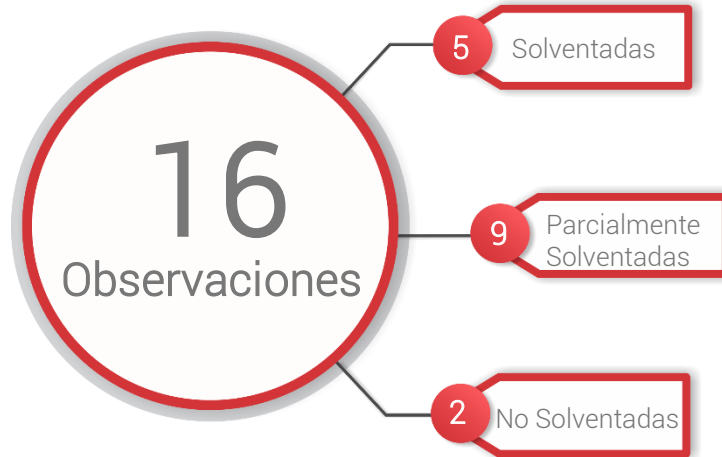 16
Observaciones
5
Solventadas
9
Parcialmente
Solventadas
2
No Solventadas